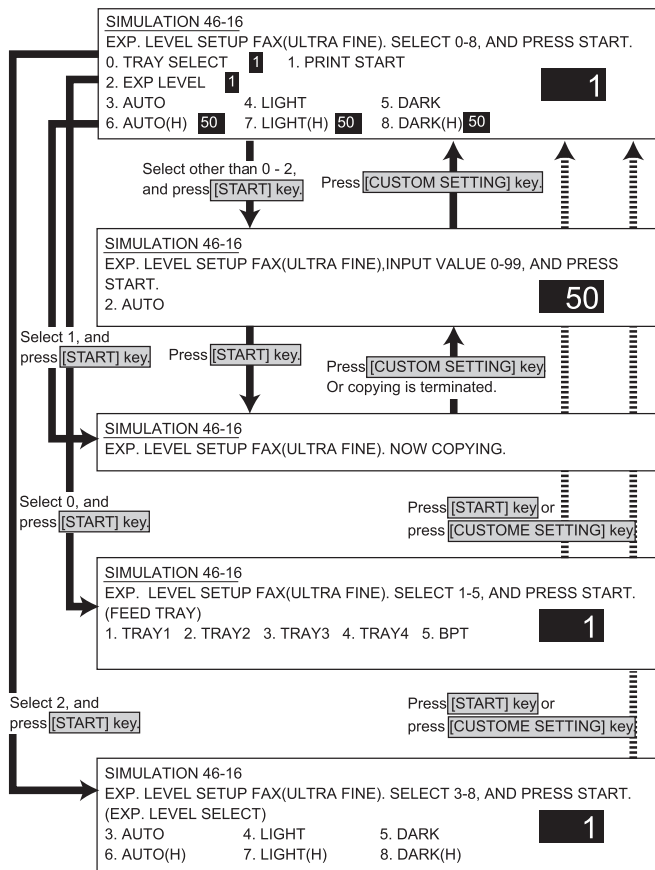 SIMULATION 46-16
EXP. LEVEL SETUP FAX(ULTRA FINE). SELECT 0-8, AND PRESS START.
0. TRAY SELECT 1 1. PRINT START
2. EXP LEVEL 1
1
3. AUTO 4. LIGHT 5. DARK
6. AUTO(H) 50 7. LIGHT(H) 50 8. DARK(H) 50
Select other than 0 - 2,
and press [START] key.
Press [CUSTOM SETTING] key.
SIMULATION 46-16
EXP. LEVEL SETUP FAX(ULTRA FINE),INPUT VALUE 0-99, AND PRESS
START.
2. AUTO
50
Select 1, and
press [START] key.
Press [START] key.
Press [CUSTOM SETTING] key.
Or copying is terminated.
SIMULATION 46-16
EXP. LEVEL SETUP FAX(ULTRA FINE). NOW COPYING.
Select 0, and
press [START] key.
Press [START] key or
press [CUSTOME SETTING] key.
SIMULATION 46-16
EXP. LEVEL SETUP FAX(ULTRA FINE). SELECT 1-5, AND PRESS START.
(FEED TRAY)
1. TRAY1 2. TRAY2 3. TRAY3 4. TRAY4 5. BPT
1
Select 2, and
press [START] key.
Press [START] key or
press [CUSTOME SETTING] key.
SIMULATION 46-16
EXP. LEVEL SETUP FAX(ULTRA FINE). SELECT 3-8, AND PRESS START.
(EXP. LEVEL SELECT)
3. AUTO 4. LIGHT 5. DARK
1
6. AUTO(H) 7. LIGHT(H) 8. DARK(H)